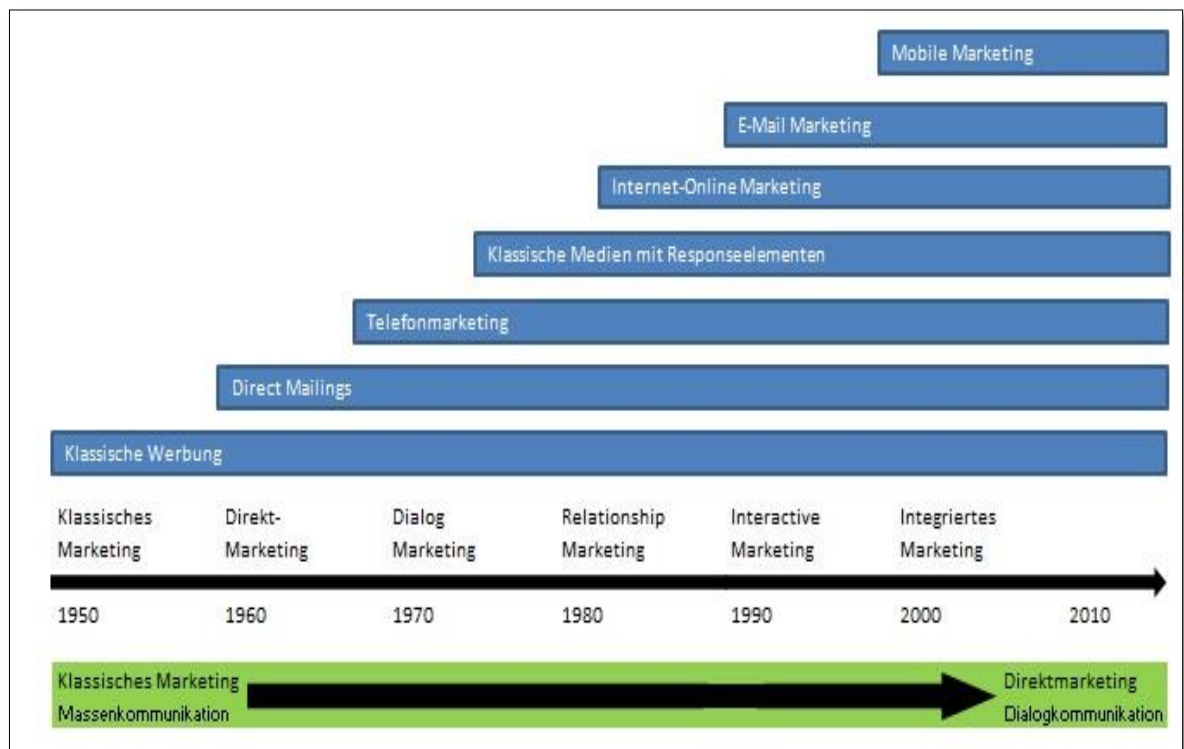 Mobile Marketing
E-Mail Marketing
Internet-Online Marketing
Klassische Medien mit Responseelementen
Telefonmarketing
Direct Mailings
Klassische Werbung
Klassisches Marketing
Direkt-Marketing
Dialog Marketing
Relationship Marketing
Interactive Marketing
Integriertes Marketing
1950 1960 1970 1980 1990 2000 2010
Klassisches Marketing
Massenkommunikation
Direktmarketing
Dialogkommunikation